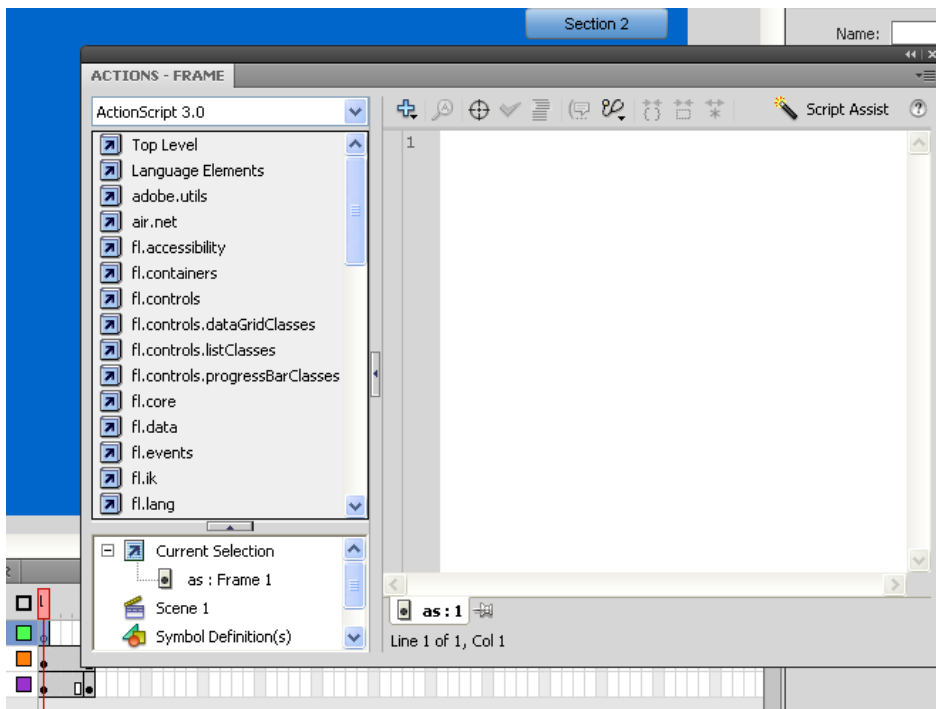 Section 2
Name:
ACTIONS - FRAME
ActionScript 3.0
Script Assist
Top Level
Language Elements
adobe.utils
air.net
fl.accessibility
fl.containers
fl.controls
fl.controls.dataGridClasses
fl.controls.listClasses
fl.controls.progressBarClasses
fl.core
fl.data
fl.events
fl.ik
fl.lang
1
Current Selection
as : Frame 1
Scene 1
Symbol Definition(s)
as : 1
Line 1 of 1, Col 1